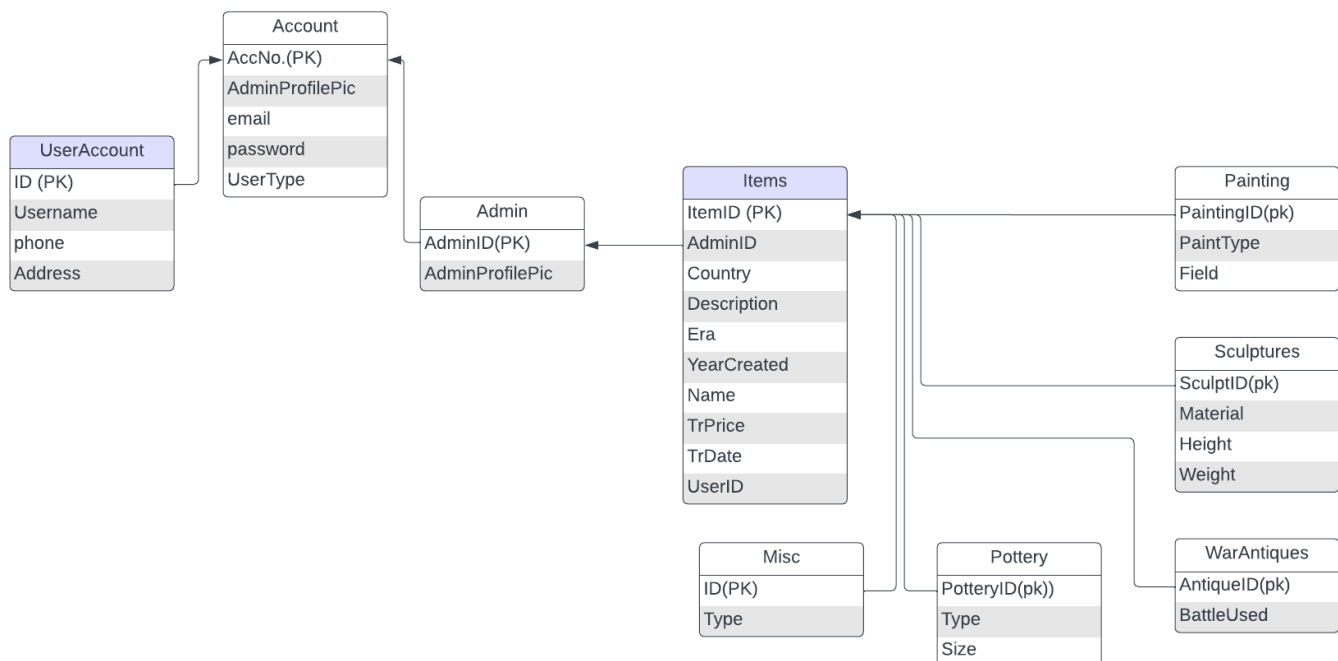 Account
AccNo.(PK)
AdminProfilePic
email
password
UserType
UserAccount
ID (PK)
Username
phone
Address
Admin
AdminID(PK)
AdminProfilePic
Items
ItemID (PK)
AdminID
Country
Description
Era
YearCreated
Name
TrPrice
TrDate
UserID
Painting
PaintingID(pk)
PaintType
Field
Sculptures
SculptID(pk)
Material
Height
Weight
Misc
ID(PK)
Type
Pottery
PotteryID(pk))
Type
Size
WarAntiques
AntiqueID(pk)
BattleUsed